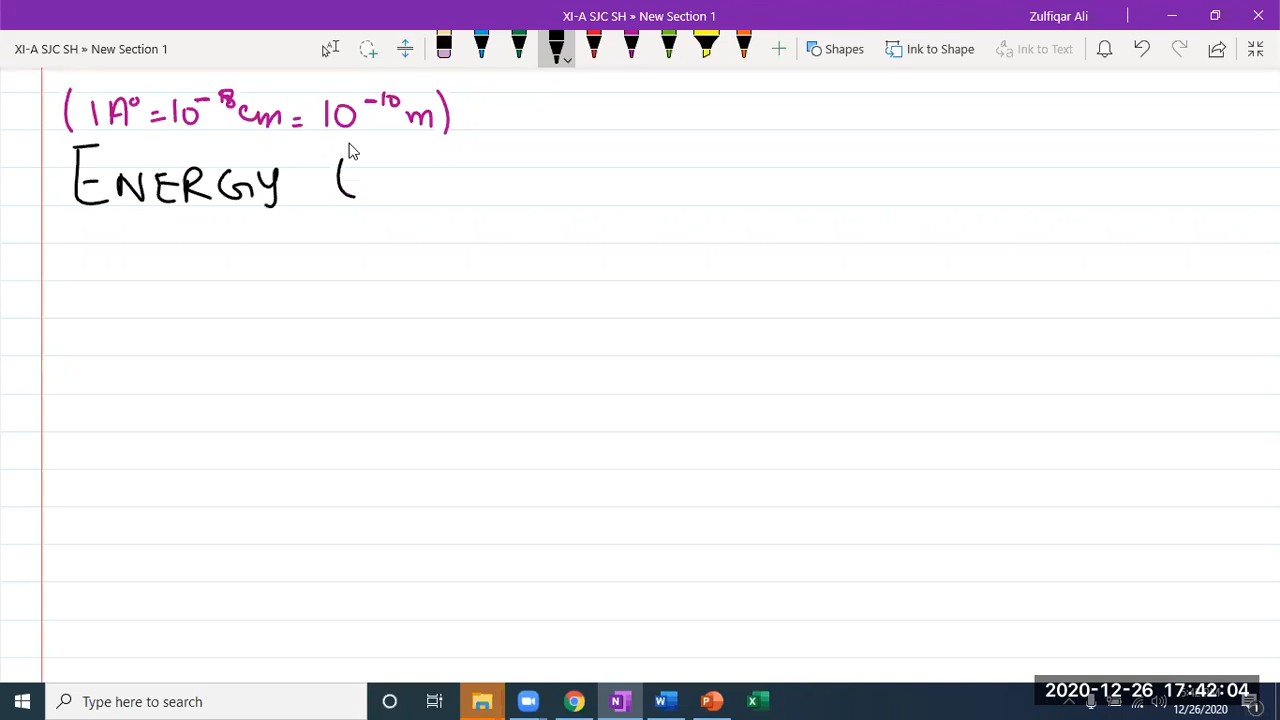 XI-A SJC SH » New Section 1
Zulfiqar Ali
XI-A SJC SH » New Section 1
Shapes
Ink to Shape
Ink to Text
(1A° = 10⁻⁸cm = 10⁻¹⁰m)
ENERGY (
Type here to search
2020-12-26 17:42:04
12/26/2020